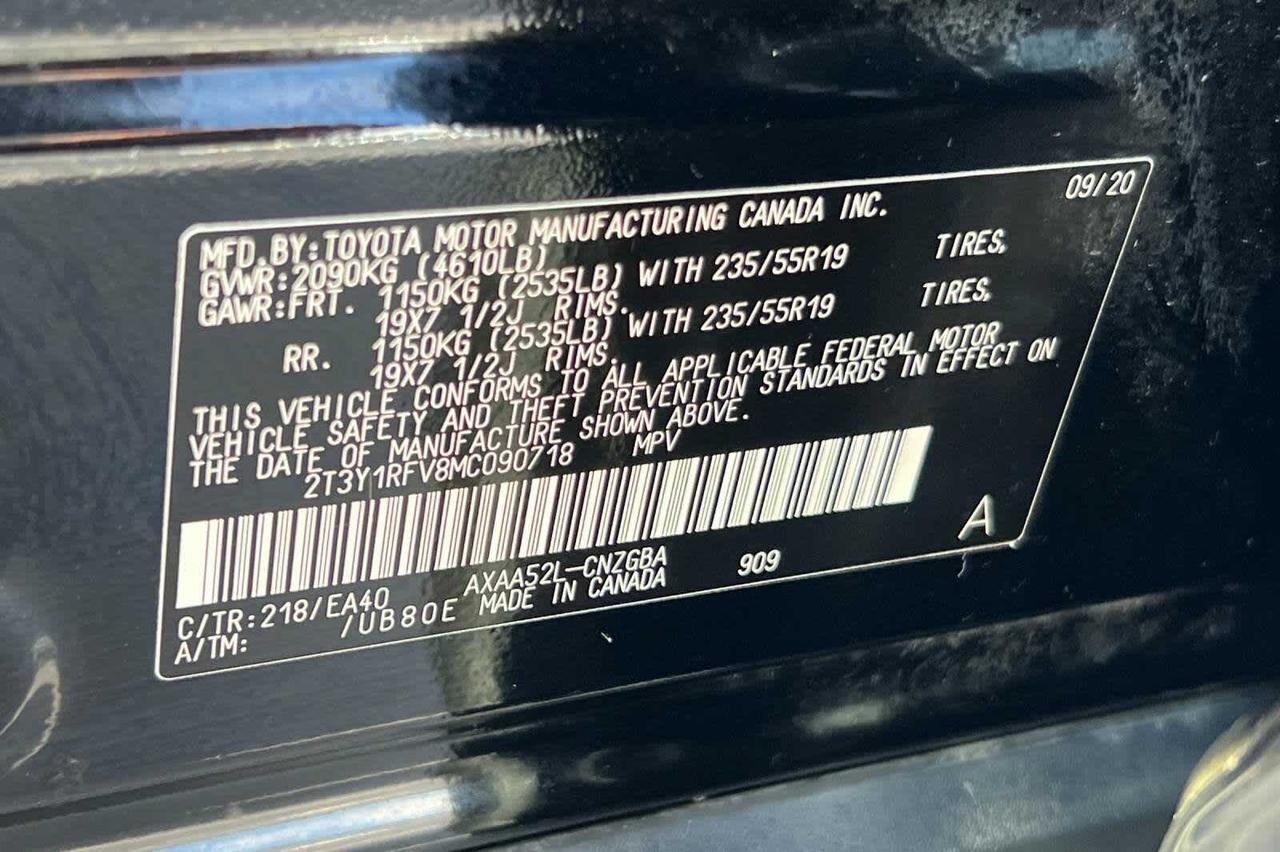 09/20
MFD.BY:TOYOTA MOTOR MANUFACTURING CANADA INC.
GVWR:2090KG (4610LB)
GAWR:FRT. 1150KG (2535LB) WITH 235/55R19 TIRES,
19X7 1/2J RIMS.
RR. 1150KG (2535LB) WITH 235/55R19 TIRES,
19X7 1/2J RIMS.
THIS VEHICLE CONFORMS TO ALL APPLICABLE FEDERAL MOTOR
VEHICLE SAFETY AND THEFT PREVENTION STANDARDS IN EFFECT ON
THE DATE OF MANUFACTURE SHOWN ABOVE.
2T3Y1RFV8MC090718 MPV
A
C/TR:218/EA40 AXAA52L-CNZGBA 909
A/TM: /UB80E MADE IN CANADA